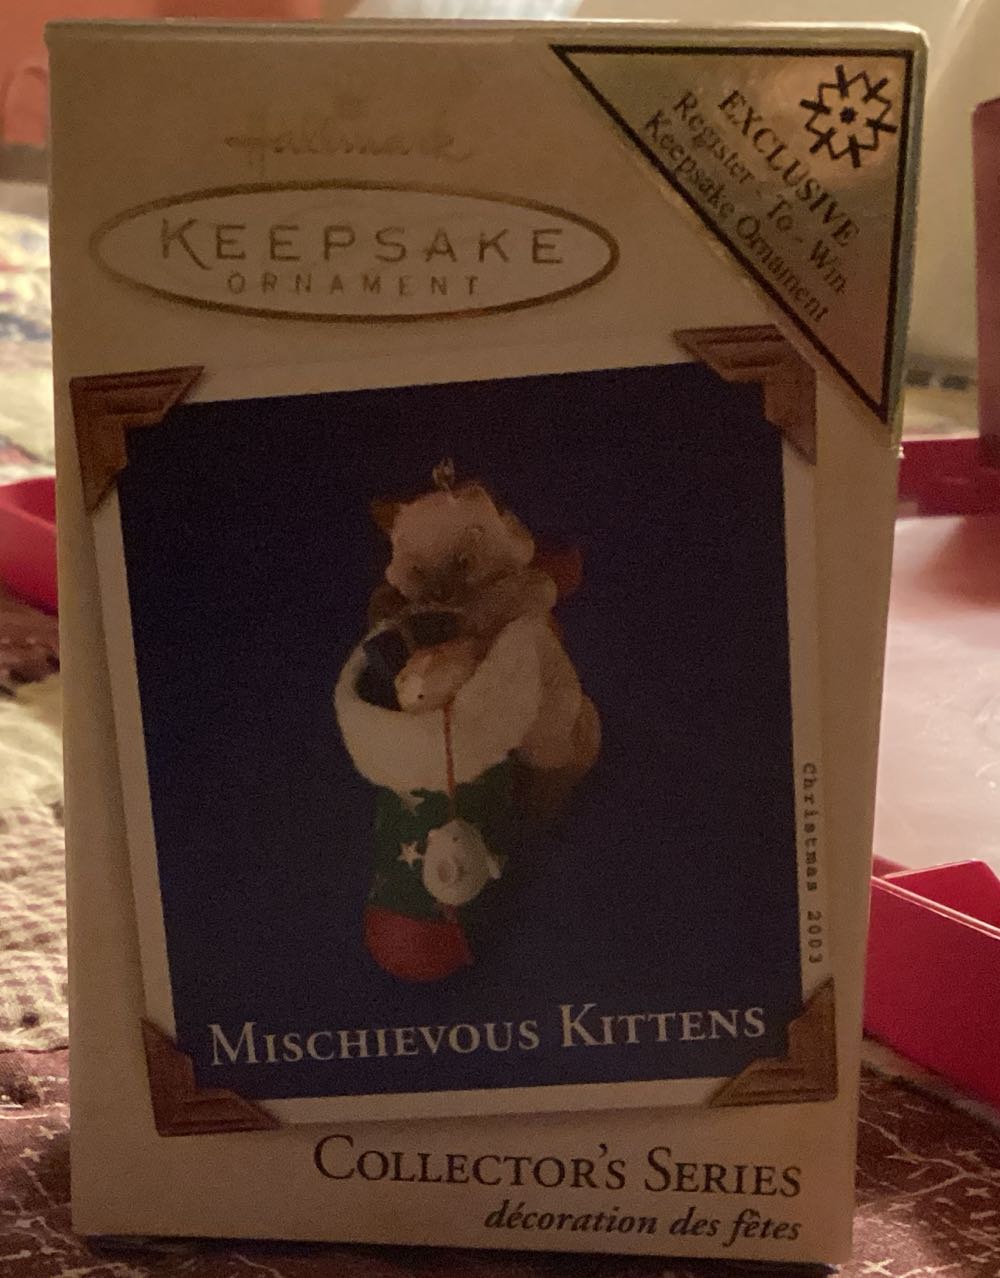 Hallmark
KEEPSAKE
ORNAMENT
EXCLUSIVE
Register - To - Win
Keepsake Ornament
Christmas 2003
MISCHIEVOUS KITTENS
COLLECTOR'S SERIES
décoration des fêtes